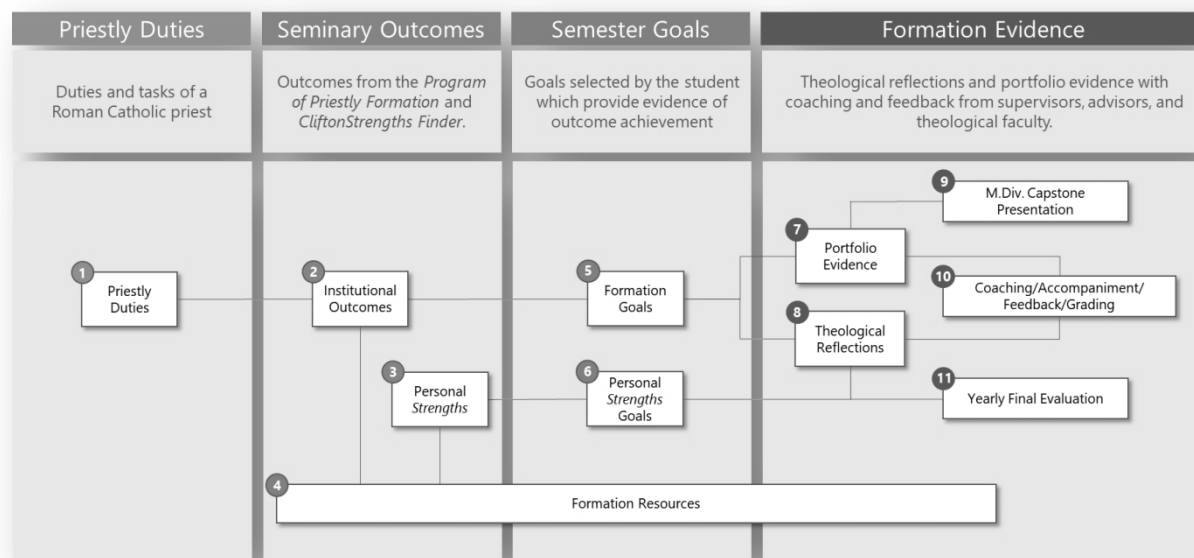 Priestly Duties
Seminary Outcomes
Semester Goals
Formation Evidence
Duties and tasks of a
Roman Catholic priest
Outcomes from the Program
of Priestly Formation and
CliftonStrengths Finder.
Goals selected by the student
which provide evidence of
outcome achievement
Theological reflections and portfolio evidence with
coaching and feedback from supervisors, advisors, and
theological faculty.
1
Priestly
Duties
2
Institutional
Outcomes
3
Personal
Strengths
4
Formation Resources
5
Formation
Goals
6
Personal
Strengths
Goals
7
Portfolio
Evidence
8
Theological
Reflections
9
M.Div. Capstone
Presentation
10
Coaching/Accompaniment/
Feedback/Grading
11
Yearly Final Evaluation